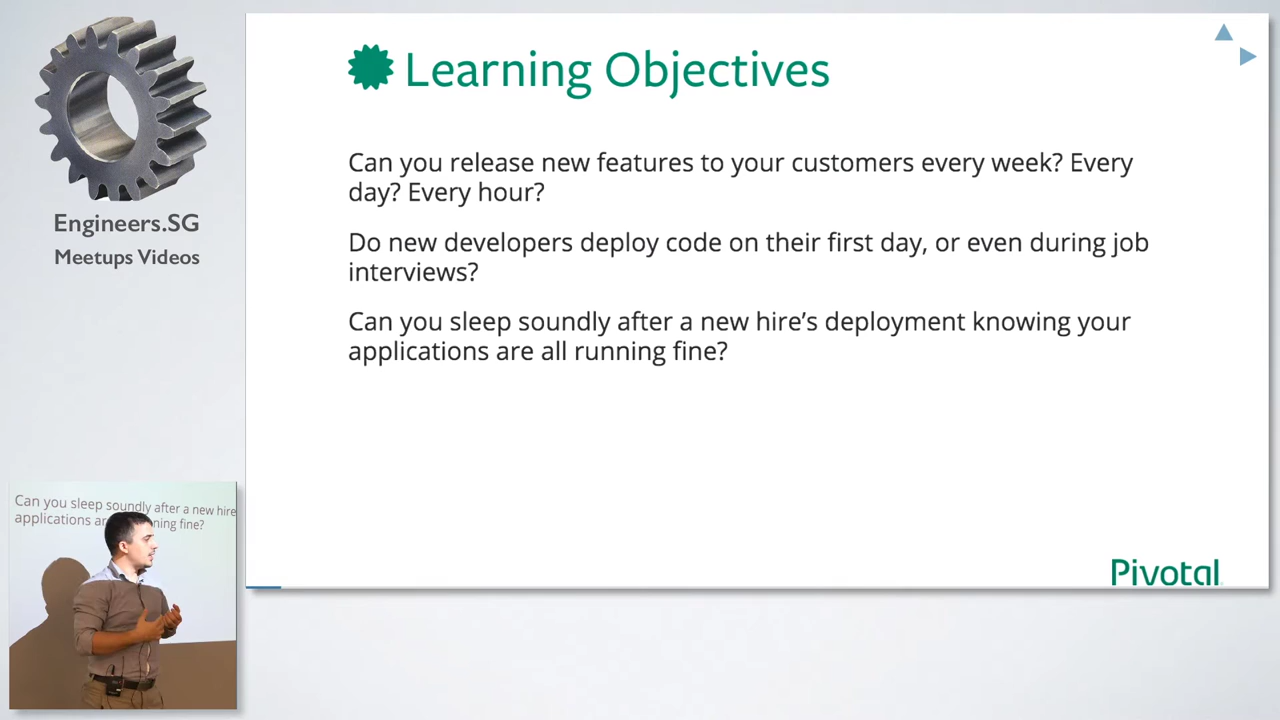 Learning Objectives
Can you release new features to your customers every week? Every
day? Every hour?
Do new developers deploy code on their first day, or even during job
interviews?
Can you sleep soundly after a new hire's deployment knowing your
applications are all running fine?
Pivotal
Engineers.SG
Meetups Videos
Can you sleep soundly after a new hire
applications ning fine?